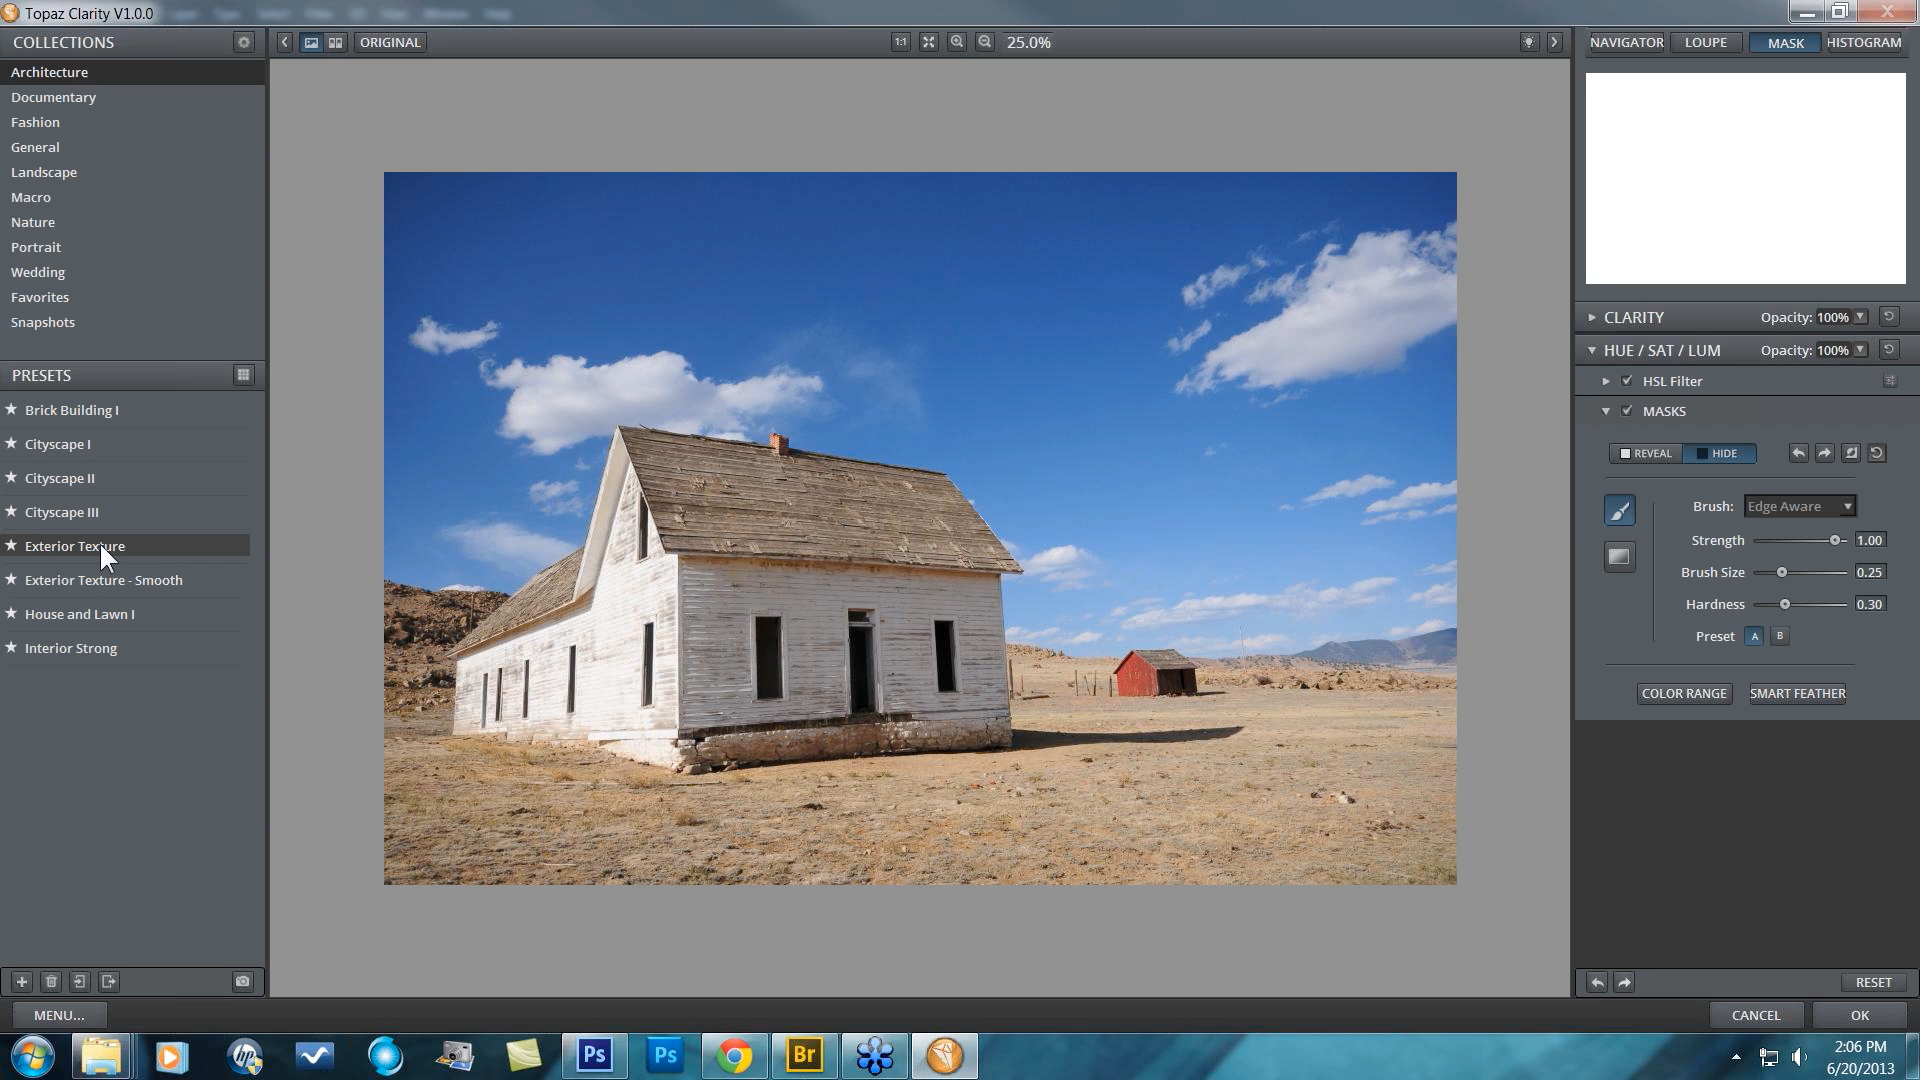 Topaz Clarity V1.0.0
COLLECTIONS
ORIGINAL
1:1
25.0%
NAVIGATOR
LOUPE
MASK
HISTOGRAM
Architecture
Documentary
Fashion
General
Landscape
Macro
Nature
Portrait
Wedding
Favorites
Snapshots
PRESETS
Brick Building I
Cityscape I
Cityscape II
Cityscape III
Exterior Texture
Exterior Texture - Smooth
House and Lawn I
Interior Strong
CLARITY Opacity: 100%
HUE / SAT / LUM Opacity: 100%
HSL Filter
MASKS
REVEAL HIDE
Brush: Edge Aware
Strength 1.00
Brush Size 0.25
Hardness 0.30
Preset A B
COLOR RANGE SMART FEATHER
RESET
MENU...
CANCEL OK
hp
Ps
Ps
Br
2:06 PM
6/20/2013